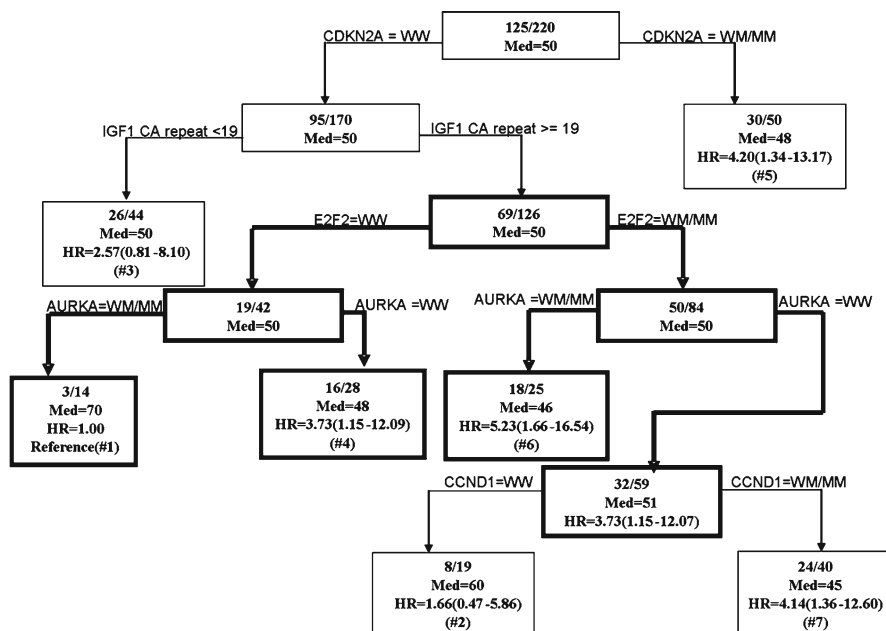 125/220
Med=50
CDKN2A = WW
CDKN2A = WM/MM
95/170
Med=50
30/50
Med=48
HR=4.20(1.34-13.17)
(#5)
IGF1 CA repeat <19
IGF1 CA repeat >= 19
26/44
Med=50
HR=2.57(0.81-8.10)
(#3)
69/126
Med=50
E2F2=WW
E2F2=WM/MM
19/42
Med=50
50/84
Med=50
AURKA=WM/MM
AURKA =WW
AURKA =WM/MM
AURKA =WW
3/14
Med=70
HR=1.00
Reference(#1)
16/28
Med=48
HR=3.73(1.15-12.09)
(#4)
18/25
Med=46
HR=5.23(1.66-16.54)
(#6)
32/59
Med=51
HR=3.73(1.15-12.07)
CCND1=WW
CCND1=WM/MM
8/19
Med=60
HR=1.66(0.47-5.86)
(#2)
24/40
Med=45
HR=4.14(1.36-12.60)
(#7)